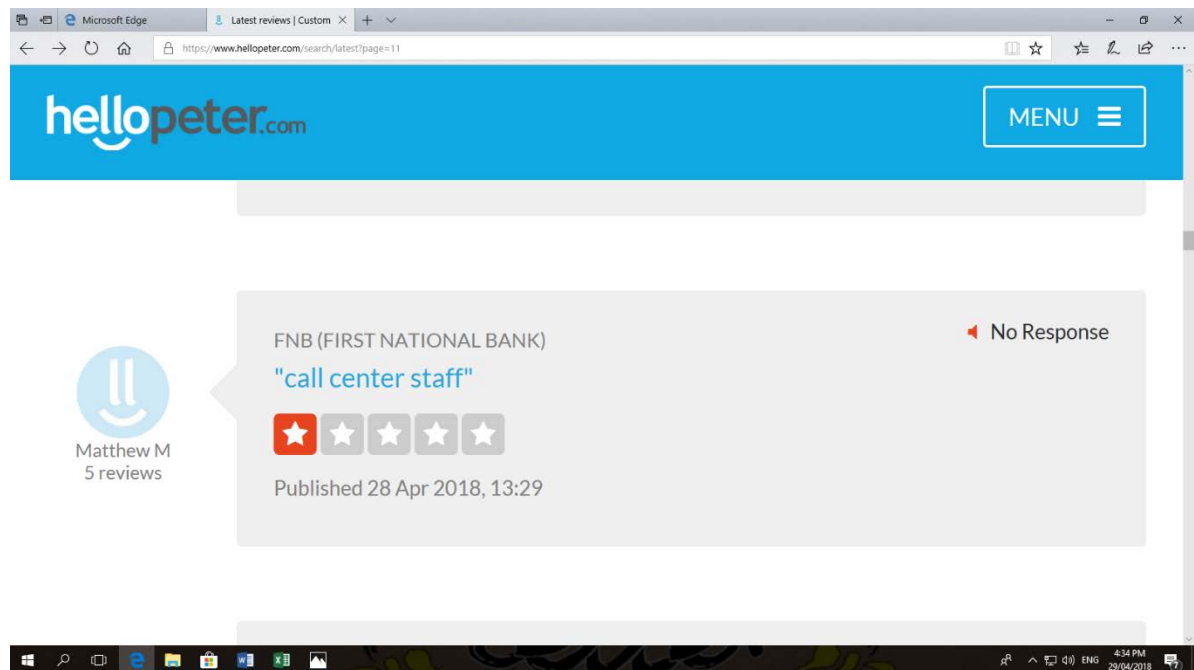 Microsoft Edge
Latest reviews | Custom
https://www.hellopeter.com/search/latest?page=11
hellopeter.com
MENU
FNB (FIRST NATIONAL BANK)
No Response
"call center staff"
Matthew M
5 reviews
Published 28 Apr 2018, 13:29
ENG
4:34 PM
29/04/2018